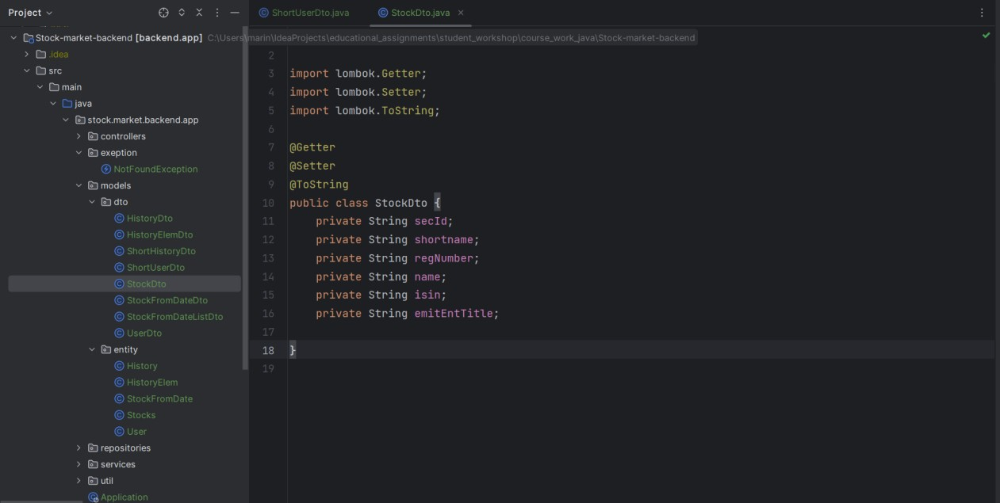 Project
ShortUserDto.java
StockDto.java
Stock-market-backend [backend.app] C:\Users\marin\IdeaProjects\educational_assignments\student_workshop\course_work_java\Stock-market-backend
.idea
src
main
java
stock.market.backend.app
controllers
exeption
NotFoundException
models
dto
HistoryDto
HistoryElemDto
ShortHistoryDto
ShortUserDto
StockDto
StockFromDateDto
StockFromDateListDto
UserDto
entity
History
HistoryElem
StockFromDate
Stocks
User
repositories
services
util
Application
2
3 import lombok.Getter;
4 import lombok.Setter;
5 import lombok.ToString;
6
7 @Getter
8 @Setter
9 @ToString
10 public class StockDto {
11 private String secId;
12 private String shortname;
13 private String regNumber;
14 private String name;
15 private String isin;
16 private String emitEntTitle;
17
18 }
19